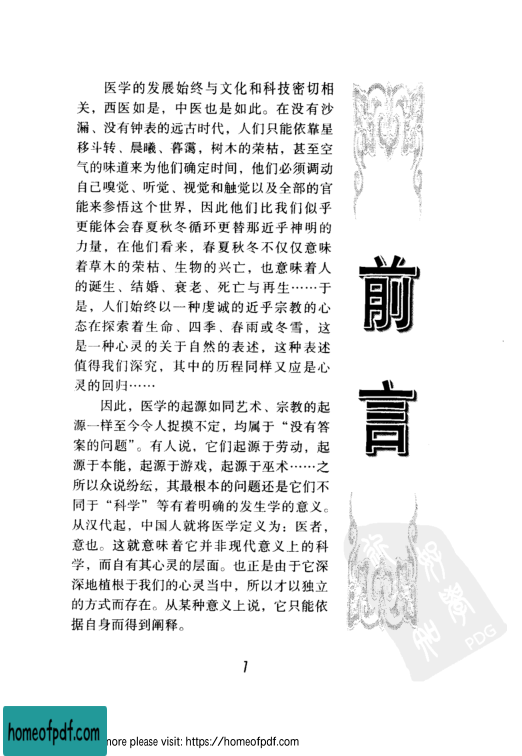 前言
医学的发展始终与文化和科技密切相
关，西医如是，中医也是如此。在没有沙
漏、没有钟表的远古时代，人们只能依靠星
移斗转、晨曦、暮霭，树木的荣枯，甚至空
气的味道来为他们确定时间，他们必须调动
自己嗅觉、听觉、视觉和触觉以及全部的官
能来参悟这个世界，因此他们比我们似乎
更能体会春夏秋冬循环更替那近乎神明的
力量，在他们看来，春夏秋冬不仅仅意味
着草木的荣枯、生物的兴亡，也意味着人
的诞生、结婚、衰老、死亡与再生……于
是，人们始终以一种虔诚的近乎宗教的心
态在探索着生命、四季、春雨或冬雪，这
是一种心灵的关于自然的表述，这种表述
值得我们深究，其中的历程同样又应是心
灵的回归……
因此，医学的起源如同艺术、宗教的起
源一样至今令人捉摸不定，均属于“没有答
案的问题”。有人说，它们起源于劳动，起
源于本能，起源于游戏，起源于巫术……之
所以众说纷纭，其最根本的问题还是它们不
同于“科学”等有着明确的发生学的意义。
从汉代起，中国人就将医学定义为：医者，
意也。这就意味着它并非现代意义上的科
学，而自有其心灵的层面。也正是由于它深
深地植根于我们的心灵当中，所以才以独立
的方式而存在。从某种意义上说，它只能依
据自身而得到阐释。
1
PDG
homeofpdf.com
more please visit: https://homeofpdf.com